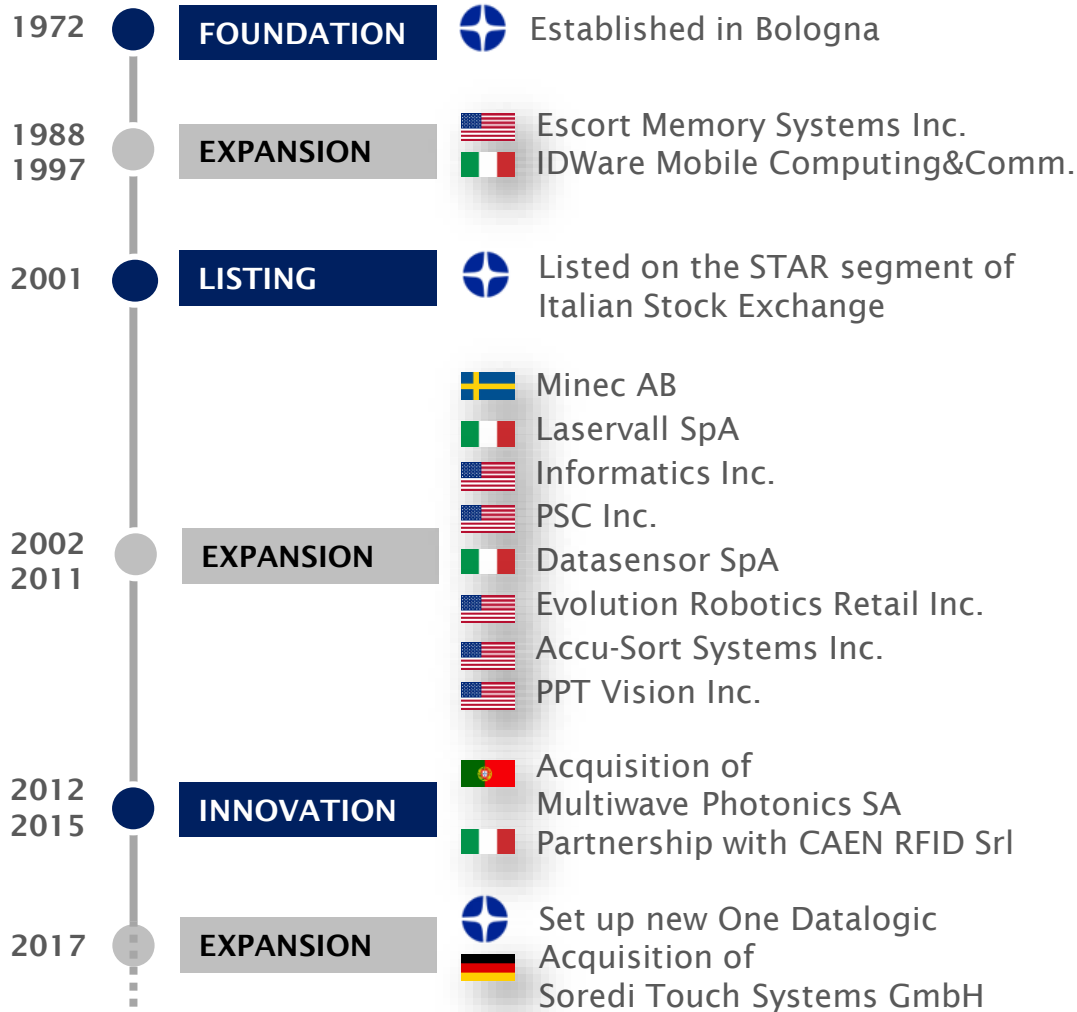 1972
FOUNDATION
Established in Bologna
1988
1997
EXPANSION
Escort Memory Systems Inc.
IDWare Mobile Computing&Comm.
2001
LISTING
Listed on the STAR segment of
Italian Stock Exchange
2002
2011
EXPANSION
Minec AB
Laservall SpA
Informatics Inc.
PSC Inc.
Datasensor SpA
Evolution Robotics Retail Inc.
Accu-Sort Systems Inc.
PPT Vision Inc.
2012
2015
INNOVATION
Acquisition of
Multiwave Photonics SA
Partnership with CAEN RFID Srl
2017
EXPANSION
Set up new One Datalogic
Acquisition of
Soredi Touch Systems GmbH